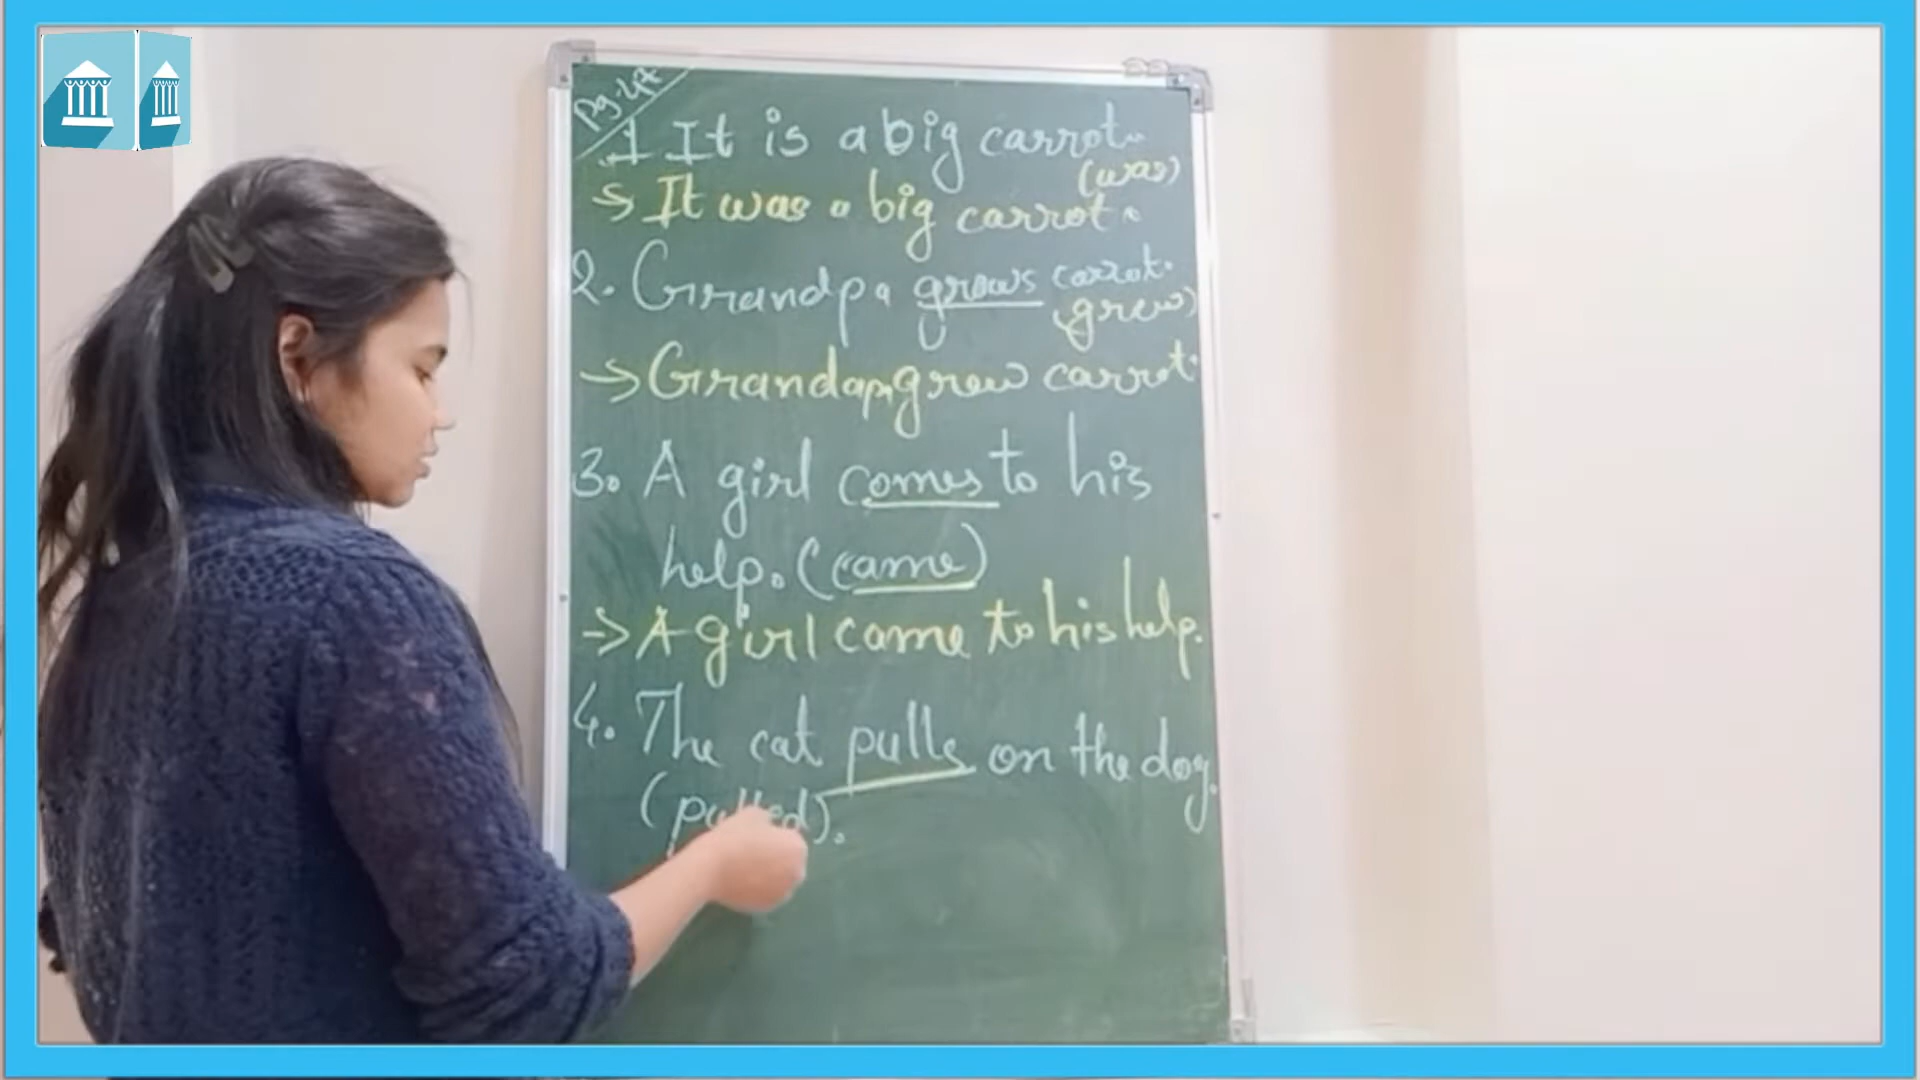 Pg.47
1 It is a big carrot.
(was)
→ It was a big carrot.
2. Grandpa grows carrot.
(grew)
→ Grandapa grew carrot.
3. A girl comes to his
help. (came)
→ A girl came to his help.
4. The cat pulls on the dog.
(pulled).